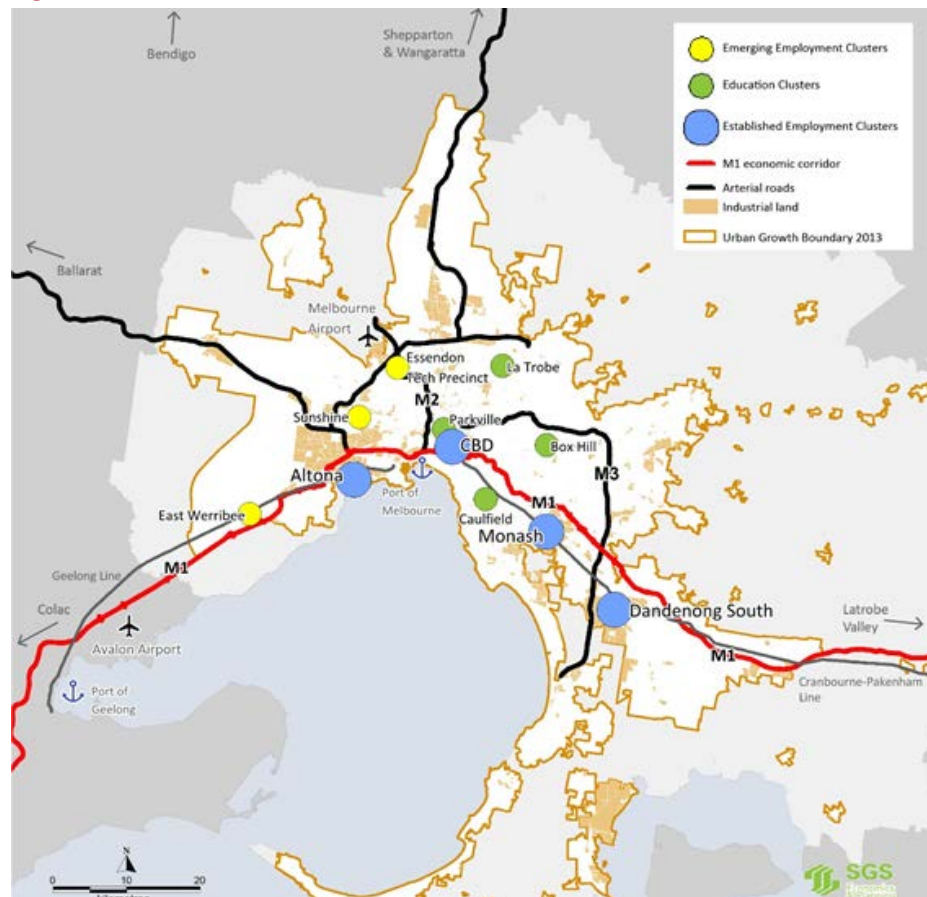 Shepparton
& Wangaratta
Bendigo
Emerging Employment Clusters
Education Clusters
Established Employment Clusters
M1 economic corridor
Arterial roads
Industrial land
Urban Growth Boundary 2013
Ballarat
Melbourne
Airport
Essendon
Tech Precinct
La Trobe
M2
Sunshine
Parkville
CBD
Box Hill
M3
Altona
Port of
Melbourne
M1
Caulfield
Monash
East Werribee
M1
Geelong Line
Colac
Avalon Airport
Port of
Geelong
Dandenong South
Latrobe
Valley
M1
Cranbourne-Pakenham
Line
N
0 10 20
SGS
Economics